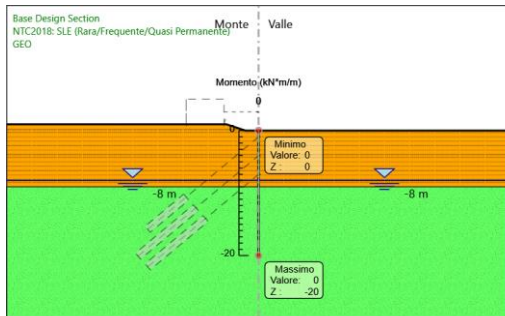 Base Design Section
NTC2018: SLE (Rara/Frequente/Quasi Permanente)
GEO
Monte Valle
Momento (kN*m/m)
0
0
Minimo
Valore: 0
Z : 0
-8 m
-8 m
-20
Massimo
Valore: 0
Z : -20